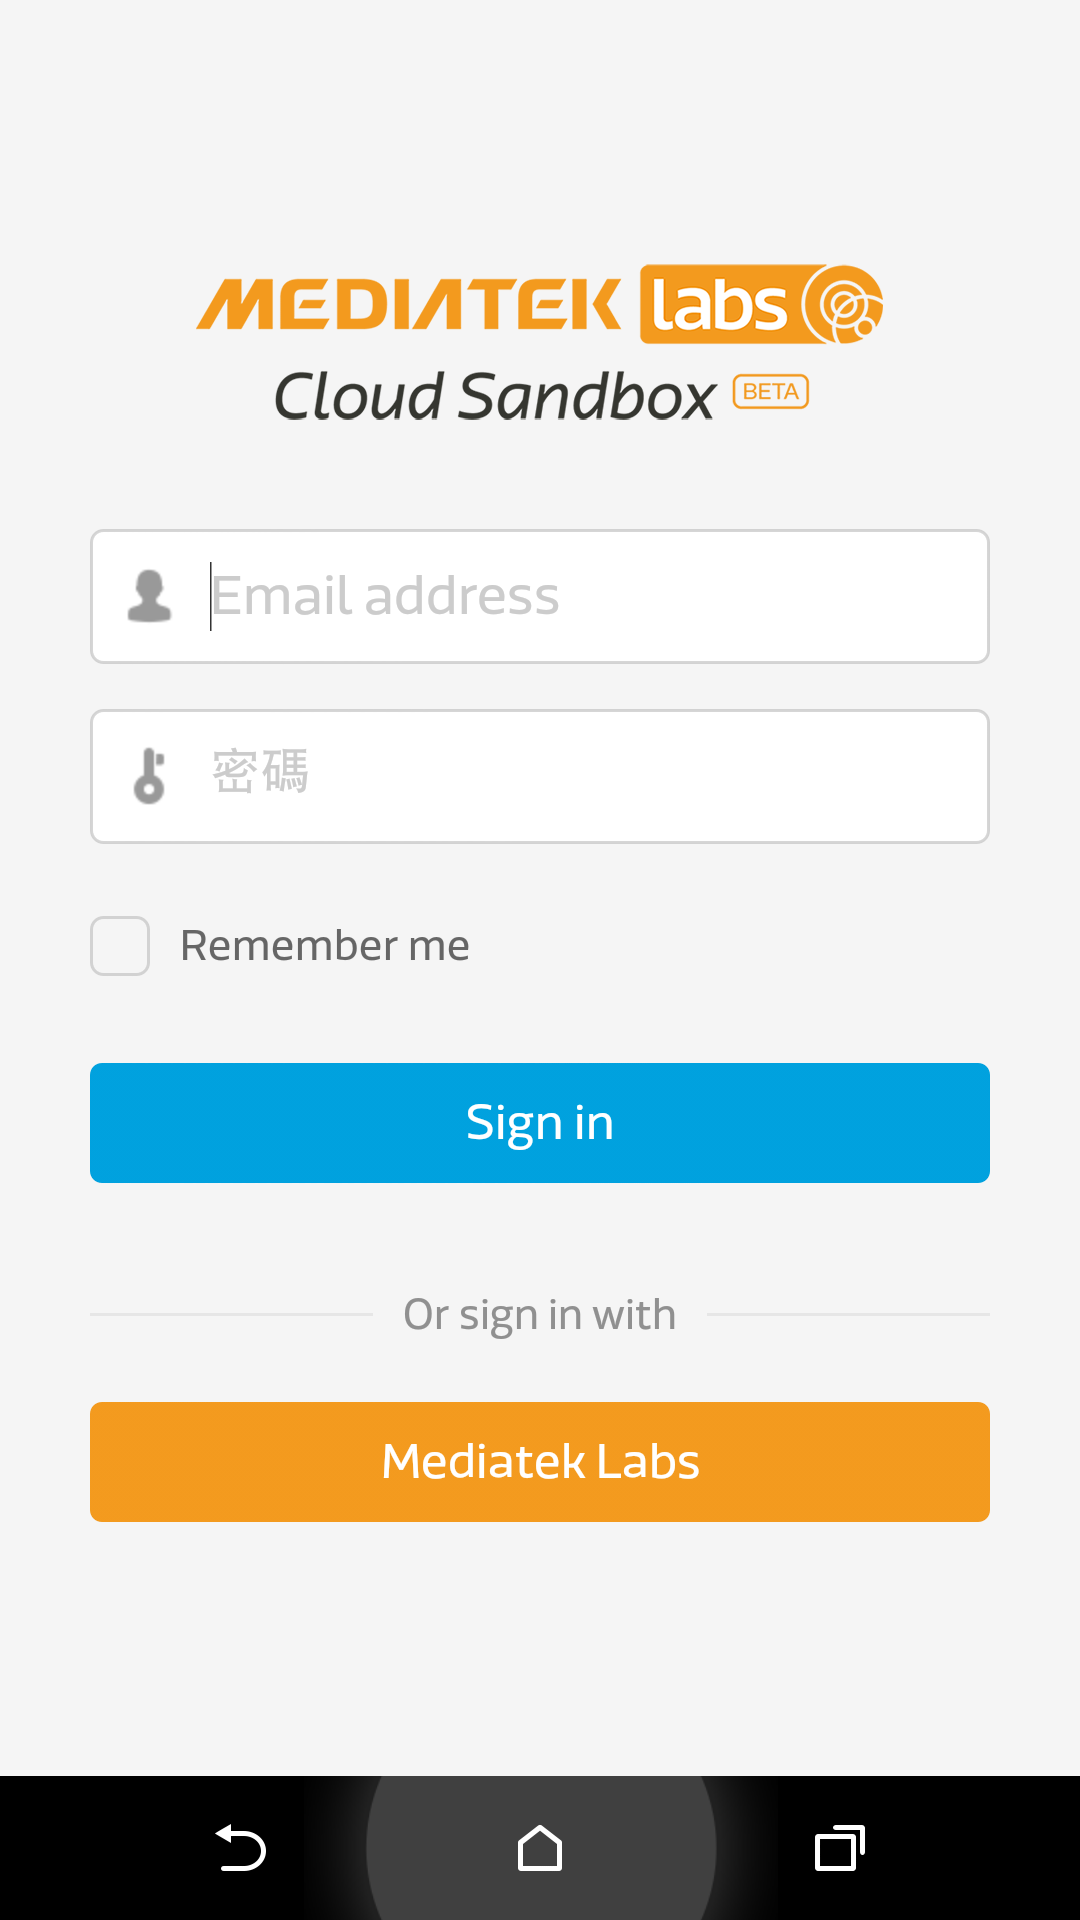 MEDIATEK labs
Cloud Sandbox BETA
Email address
密碼
Remember me
Sign in
Or sign in with
Mediatek Labs